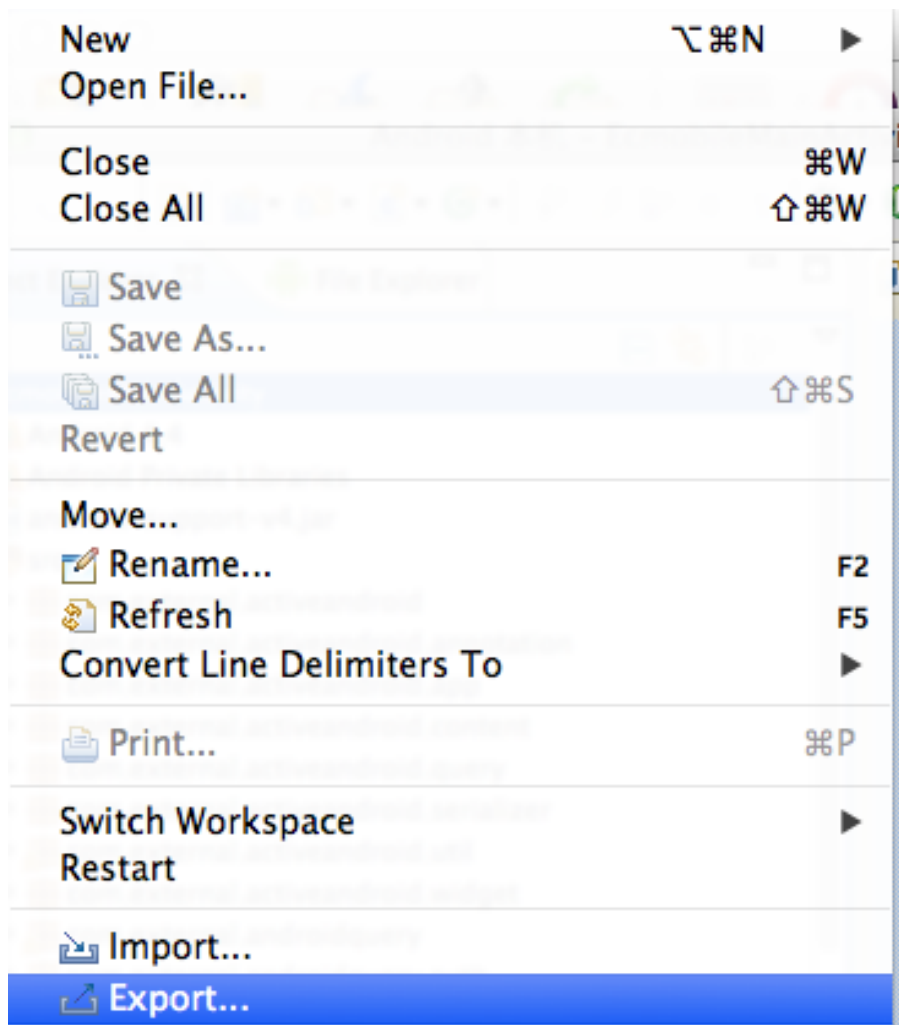 New ⌥⌘N ▶
Open File...
Close ⌘W
Close All ⇧⌘W
Save
Save As...
Save All ⇧⌘S
Revert
Move...
Rename... F2
Refresh F5
Convert Line Delimiters To ▶
Print... ⌘P
Switch Workspace ▶
Restart
Import...
Export...